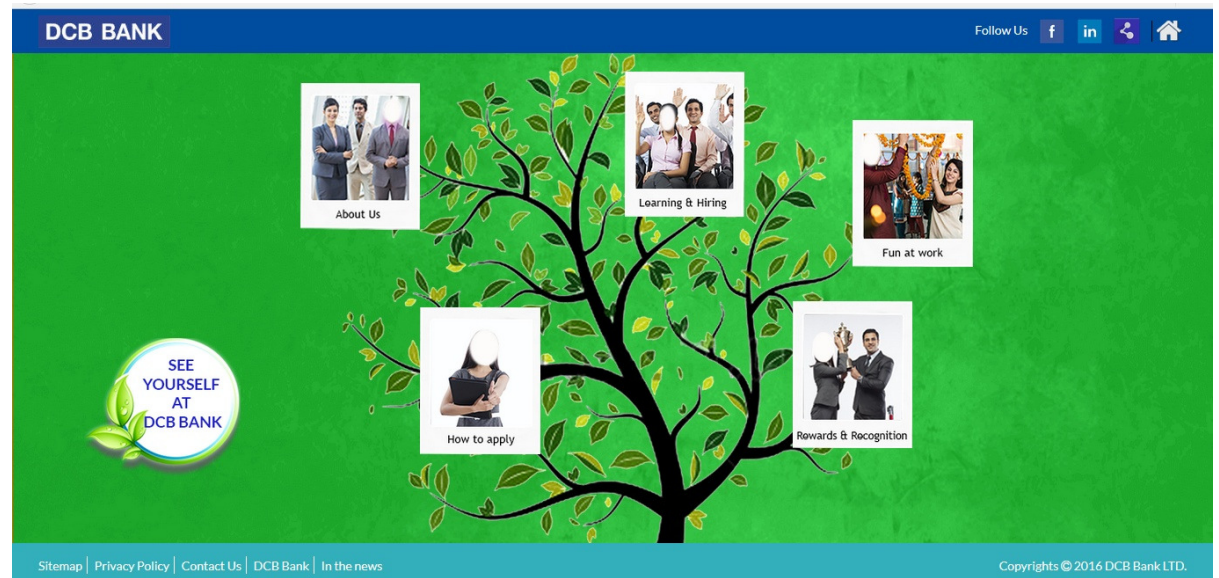 DCB BANK
Follow Us
f
in
About Us
Learning & Hiring
Fun at work
SEE
YOURSELF
AT
DCB BANK
How to apply
Rewards & Recognition
Sitemap | Privacy Policy | Contact Us | DCB Bank | In the news
Copyrights © 2016 DCB Bank LTD.